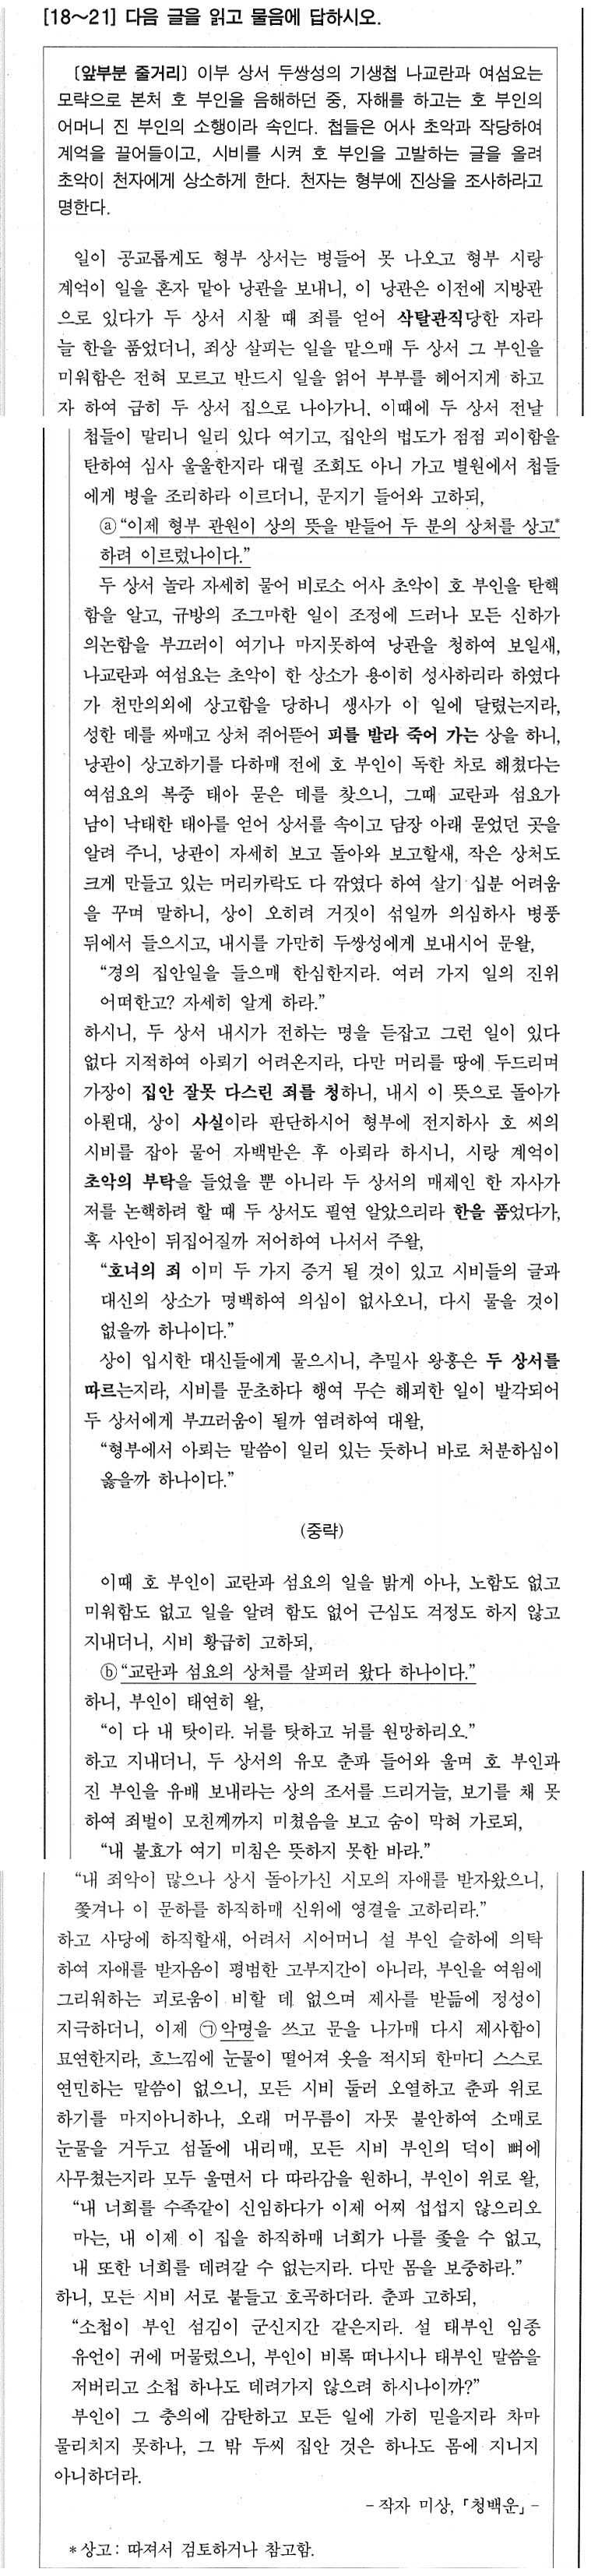 [18~21] 다음 글을 읽고 물음에 답하시오.
〔앞부분 줄거리〕 이부 상서 두쌍성의 기생첩 나교란과 여섬요는
모략으로 본처 호 부인을 음해하던 중, 자해를 하고는 호 부인의
어머니 진 부인의 소행이라 속인다. 첩들은 어사 초악과 작당하여
계억을 끌어들이고, 시비를 시켜 호 부인을 고발하는 글을 올려
초악이 천자에게 상소하게 한다. 천자는 형부에 진상을 조사하라고
명한다.
일이 공교롭게도 형부 상서는 병들어 못 나오고 형부 시랑
계억이 일을 혼자 맡아 낭관을 보내니, 이 낭관은 이전에 지방관
으로 있다가 두 상서 시찰 때 죄를 얻어 삭탈관직당한 자라
늘 한을 품었더니, 죄상 살피는 일을 맡으매 두 상서 그 부인을
미워함은 전혀 모르고 반드시 일을 얽어 부부를 헤어지게 하고
자 하여 급히 두 상서 집으로 나아가니, 이때에 두 상서 전날
첩들이 말리니 일리 있다 여기고, 집안의 법도가 점점 괴이함을
탄하여 심사 울울한지라 대궐 조회도 아니 가고 별원에서 첩들
에게 병을 조리하라 이르더니, 문지기 들어와 고하되,
ⓐ “이제 형부 관원이 상의 뜻을 받들어 두 분의 상처를 상고*
하려 이르렀나이다.”
두 상서 놀라 자세히 물어 비로소 어사 초악이 호 부인을 탄핵
함을 알고, 규방의 조그마한 일이 조정에 드러나 모든 신하가
의논함을 부끄러이 여기나 마지못하여 낭관을 청하여 보일새,
나교란과 여섬요는 초악이 한 상소가 용이히 성사하리라 하였다
가 천만의외에 상고함을 당하니 생사가 이 일에 달렸는지라,
성한 데를 싸매고 상처 쥐어뜯어 피를 발라 죽어 가는 상을 하니,
낭관이 상고하기를 다하매 전에 호 부인이 독한 차로 해쳤다는
여섬요의 복중 태아 묻은 데를 찾으니, 그때 교란과 섬요가
남이 낙태한 태아를 얻어 상서를 속이고 담장 아래 묻었던 곳을
알려 주니, 낭관이 자세히 보고 돌아와 보고할새, 작은 상처도
크게 만들고 있는 머리카락도 다 깎였다 하여 살기 십분 어려움
을 꾸며 말하니, 상이 오히려 거짓이 섞일까 의심하사 병풍
뒤에서 들으시고, 내시를 가만히 두쌍성에게 보내시어 문왈,
“경의 집안일을 들으매 한심한지라. 여러 가지 일의 진위
어떠한고? 자세히 알게 하라.”
하시니, 두 상서 내시가 전하는 명을 듣잡고 그런 일이 있다
없다 지적하여 아뢰기 어려온지라, 다만 머리를 땅에 두드리며
가장이 집안 잘못 다스린 죄를 청하니, 내시 이 뜻으로 돌아가
아뢴대, 상이 사실이라 판단하시어 형부에 전지하사 호 씨의
시비를 잡아 물어 자백받은 후 아뢰라 하시니, 시랑 계억이
초악의 부탁을 들었을 뿐 아니라 두 상서의 매제인 한 자사가
저를 논핵하려 할 때 두 상서도 필연 알았으리라 한을 품었다가,
혹 사안이 뒤집어질까 저어하여 나서서 주왈,
“호녀의 죄 이미 두 가지 증거 될 것이 있고 시비들의 글과
대신의 상소가 명백하여 의심이 없사오니, 다시 물을 것이
없을까 하나이다.”
상이 입시한 대신들에게 물으시니, 추밀사 왕홍은 두 상서를
따르는지라, 시비를 문초하다 행여 무슨 해괴한 일이 발각되어
두 상서에게 부끄러움이 될까 염려하여 대왈,
“형부에서 아뢰는 말씀이 일리 있는 듯하니 바로 처분하심이
옳을까 하나이다.”
(중략)
이때 호 부인이 교란과 섬요의 일을 밝게 아나, 노함도 없고
미워함도 없고 일을 알려 함도 없어 근심도 걱정도 하지 않고
지내더니, 시비 황급히 고하되,
ⓑ “교란과 섬요의 상처를 살피러 왔다 하나이다.”
하니, 부인이 태연히 왈,
“이 다 내 탓이라. 뉘를 탓하고 뉘를 원망하리오.”
하고 지내더니, 두 상서의 유모 춘파 들어와 울며 호 부인과
진 부인을 유배 보내라는 상의 조서를 드리거늘, 보기를 채 못
하여 죄벌이 모친께까지 미쳤음을 보고 숨이 막혀 가로되,
“내 불효가 여기 미침은 뜻하지 못한 바라.”
“내 죄악이 많으나 상시 돌아가신 시모의 자애를 받자왔으니,
쫓겨나 이 문하를 하직하매 신위에 영결을 고하리라.”
하고 사당에 하직할새, 어려서 시어머니 설 부인 슬하에 의탁
하여 자애를 받자옴이 평범한 고부지간이 아니라, 부인을 여읨에
그리워하는 괴로움이 비할 데 없으며 제사를 받듦에 정성이
지극하더니, 이제 ㉠악명을 쓰고 문을 나가매 다시 제사함이
묘연한지라, 흐느낌에 눈물이 떨어져 옷을 적시되 한마디 스스로
연민하는 말씀이 없으니, 모든 시비 둘러 오열하고 춘파 위로
하기를 마지아니하나, 오래 머무름이 자못 불안하여 소매로
눈물을 거두고 섬돌에 내리매, 모든 시비 부인의 덕이 뼈에
사무쳤는지라 모두 울면서 다 따라감을 원하니, 부인이 위로 왈,
“내 너희를 수족같이 신임하다가 이제 어찌 섭섭지 않으리오
마는, 내 이제 이 집을 하직하매 너희가 나를 좇을 수 없고,
내 또한 너희를 데려갈 수 없는지라. 다만 몸을 보중하라.”
하니, 모든 시비 서로 붙들고 호곡하더라. 춘파 고하되,
“소첩이 부인 섬김이 군신지간 같은지라. 설 태부인 임종
유언이 귀에 머물렀으니, 부인이 비록 떠나시나 태부인 말씀을
저버리고 소첩 하나도 데려가지 않으려 하시나이까?”
부인이 그 충의에 감탄하고 모든 일에 가히 믿을지라 차마
물리치지 못하나, 그 밖 두씨 집안 것은 하나도 몸에 지니지
아니하더라.
- 작자 미상, 「청백운」 -
* 상고: 따져서 검토하거나 참고함.